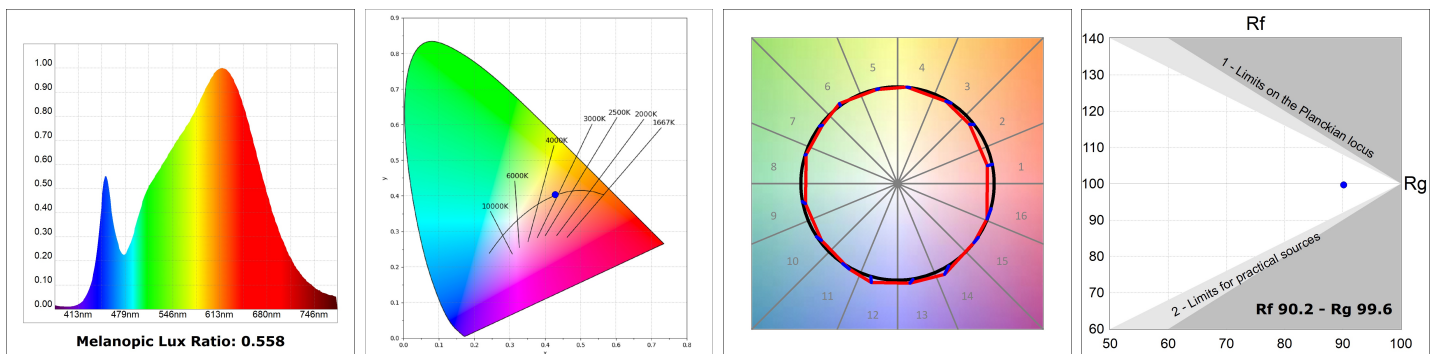 1.00
0.90
0.80
0.70
0.60
0.50
0.40
0.30
0.20
0.10
0.00
413nm 479nm 546nm 613nm 680nm 746nm
Melanopic Lux Ratio: 0.558
0.9
0.8
0.7
0.6
0.5
0.4
0.3
0.2
0.1
0.0
y
0.0 0.1 0.2 0.3 0.4 0.5 0.6 0.7 0.8
x
10000K
6000K
4000K
3000K
2500K
2000K
1667K
1
2
3
4
5
6
7
8
9
10
11
12
13
14
15
16
Rf
140
130
120
110
100
90
80
70
60
Rg
1 - Limits on the Planckian locus
2 - Limits for practical sources
Rf 90.2 - Rg 99.6
50 60 70 80 90 100